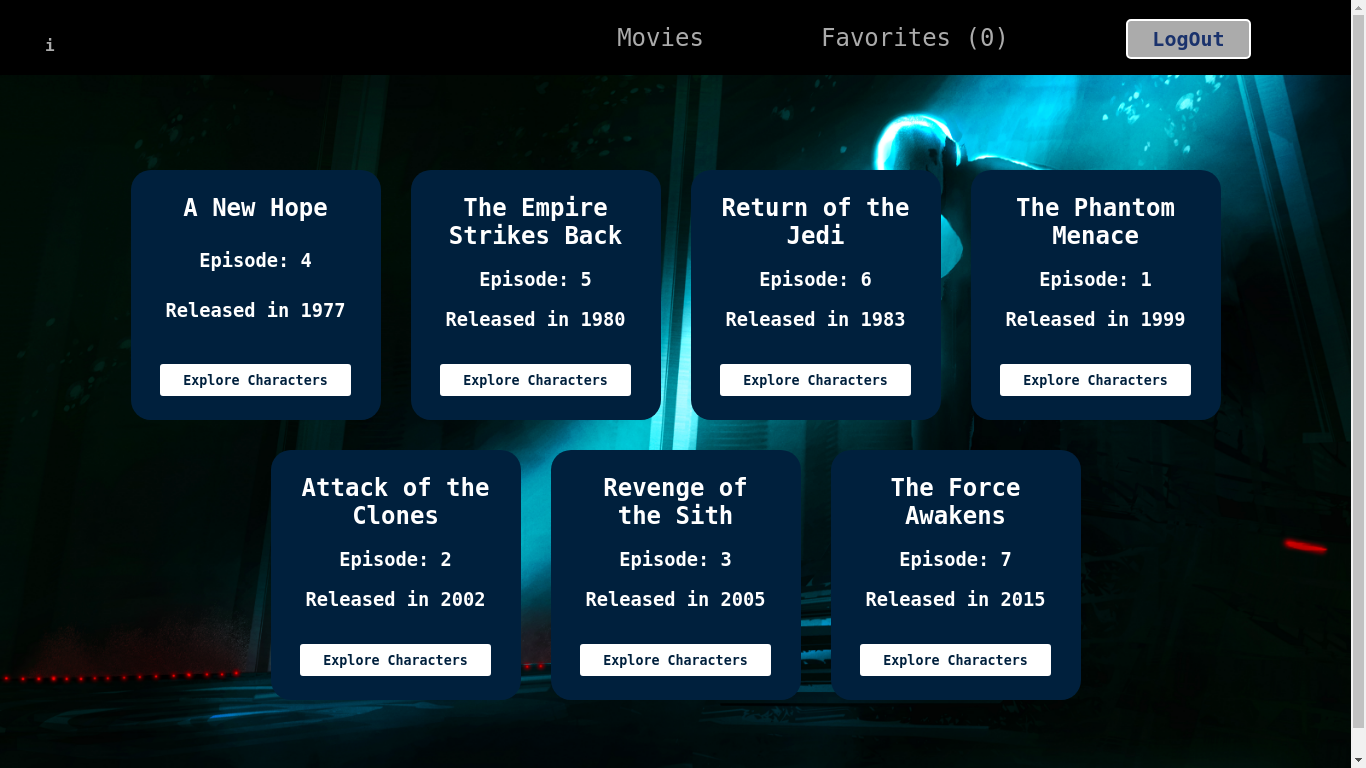 i
Movies
Favorites (0)
LogOut
A New Hope
Episode: 4
Released in 1977
Explore Characters
The Empire
Strikes Back
Episode: 5
Released in 1980
Explore Characters
Return of the
Jedi
Episode: 6
Released in 1983
Explore Characters
The Phantom
Menace
Episode: 1
Released in 1999
Explore Characters
Attack of the
Clones
Episode: 2
Released in 2002
Explore Characters
Revenge of
the Sith
Episode: 3
Released in 2005
Explore Characters
The Force
Awakens
Episode: 7
Released in 2015
Explore Characters